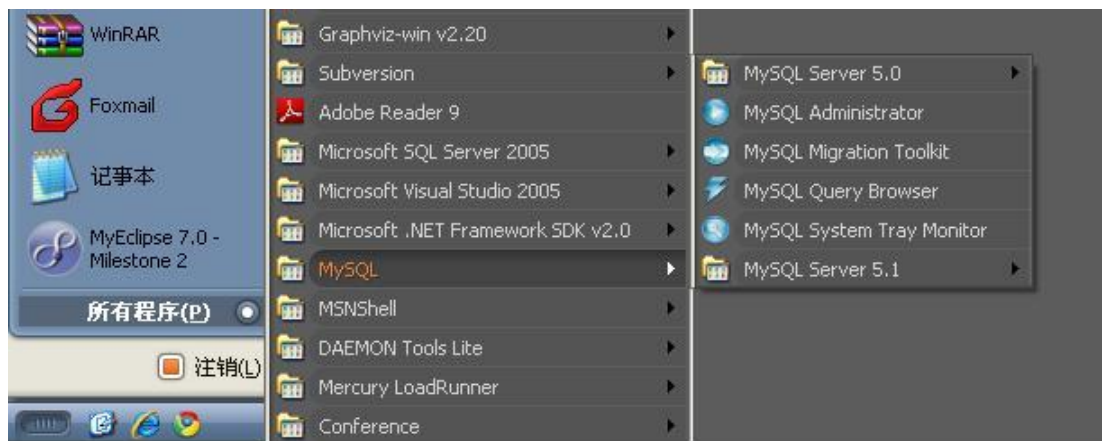 WinRAR
Foxmail
记事本
MyEclipse 7.0 -
Milestone 2
所有程序(P)
注销(L)
Graphviz-win v2.20
Subversion
Adobe Reader 9
Microsoft SQL Server 2005
Microsoft Visual Studio 2005
Microsoft .NET Framework SDK v2.0
MySQL
MSNShell
DAEMON Tools Lite
Mercury LoadRunner
Conference
MySQL Server 5.0
MySQL Administrator
MySQL Migration Toolkit
MySQL Query Browser
MySQL System Tray Monitor
MySQL Server 5.1